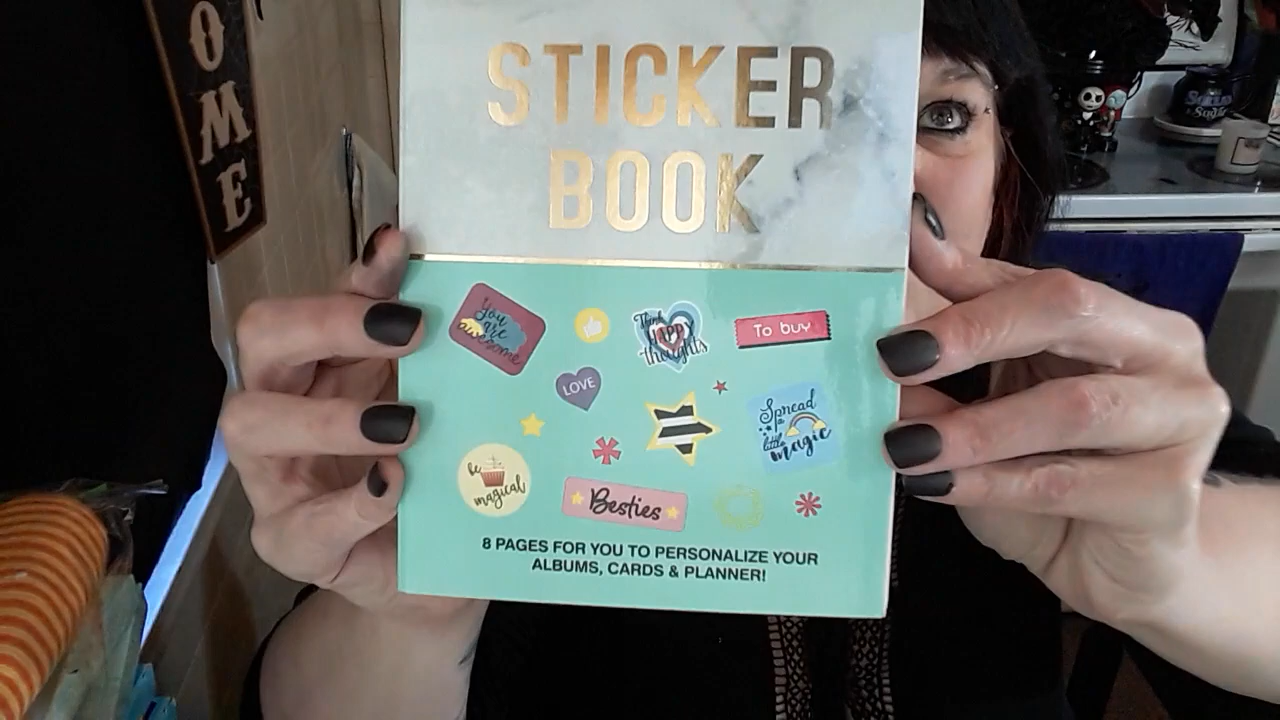 OME
STICKER
BOOK
You
are
awesome
Think
HAPPY
thoughts
To buy
LOVE
Spread
a
little
magic
be
magical
Besties
8 PAGES FOR YOU TO PERSONALIZE YOUR
ALBUMS, CARDS & PLANNER!